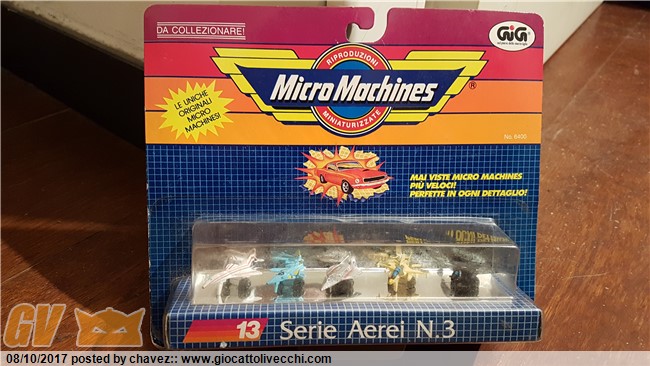 DA COLLEZIONARE!
GiG
RIPRODUZIONI
Micro Machines
®
MINIATURIZZATE
LE UNICHE
ORIGINALI
MICRO
MACHINES!
No. 6400
MAI VISTE MICRO MACHINES
PIÙ VELOCI!
PERFETTE IN OGNI DETTAGLIO!
13 Serie Aerei N.3
GV
08/10/2017 posted by chavez:: www.giocattolivecchi.com